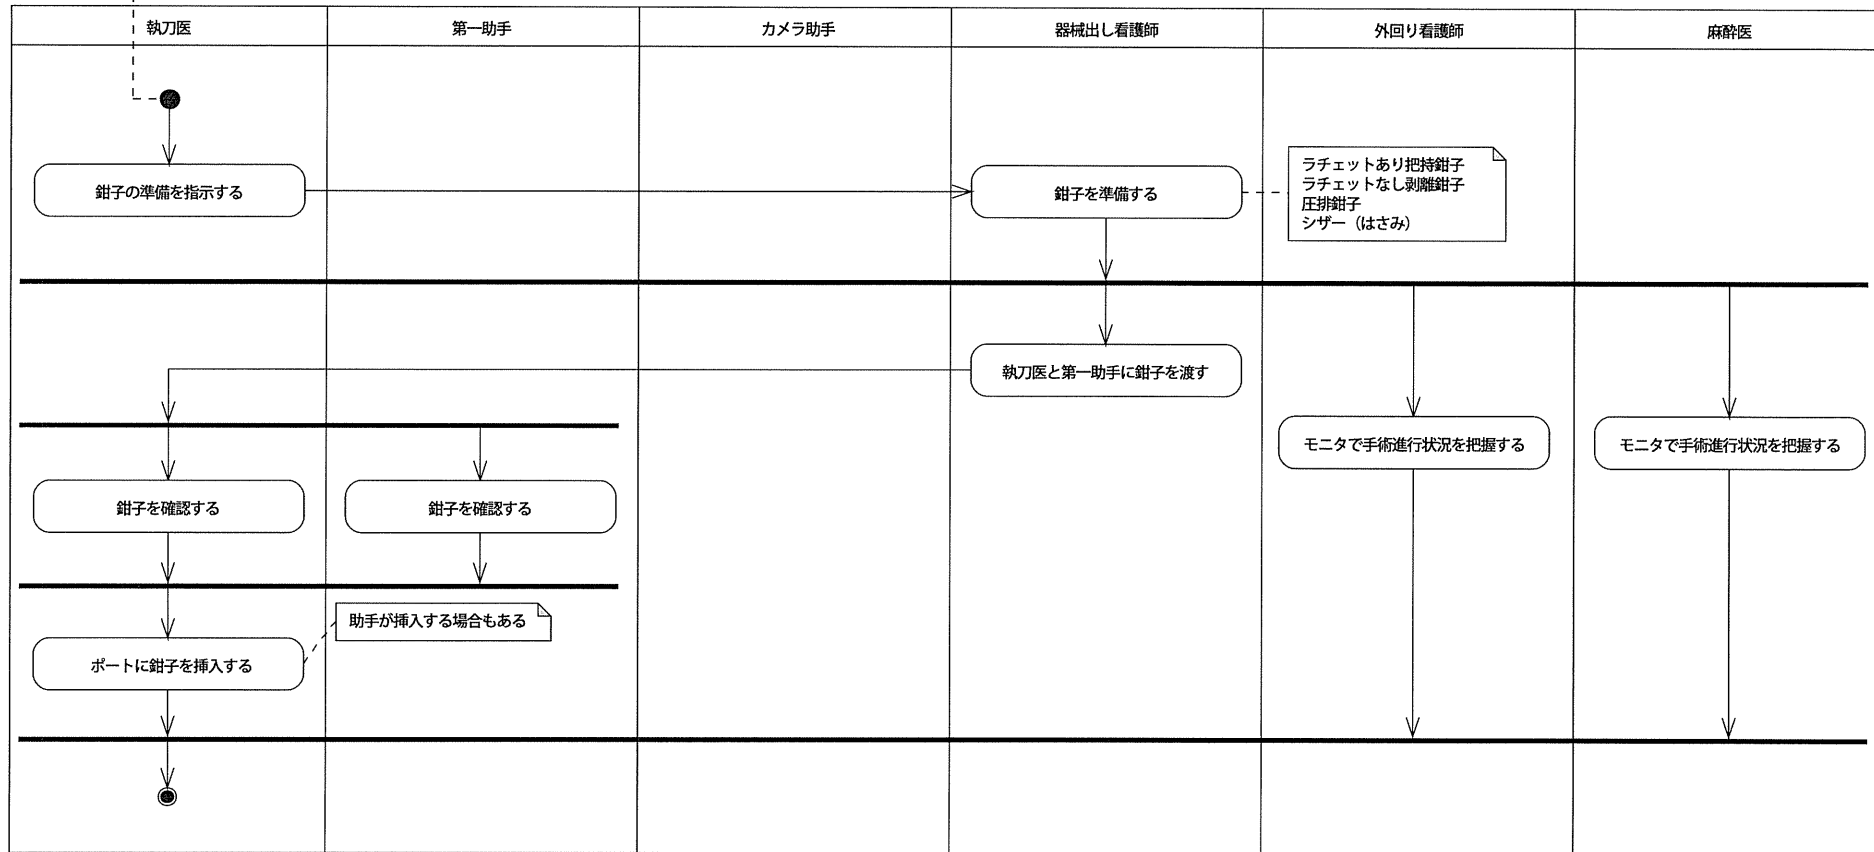 執刀医
第一助手
カメラ助手
器械出し看護師
外回り看護師
麻酔医
鉗子の準備を指示する
鉗子を準備する
ラチェットあり把持鉗子
ラチェットなし剥離鉗子
圧排鉗子
シザー（はさみ）
執刀医と第一助手に鉗子を渡す
モニタで手術進行状況を把握する
モニタで手術進行状況を把握する
鉗子を確認する
鉗子を確認する
助手が挿入する場合もある
ポートに鉗子を挿入する